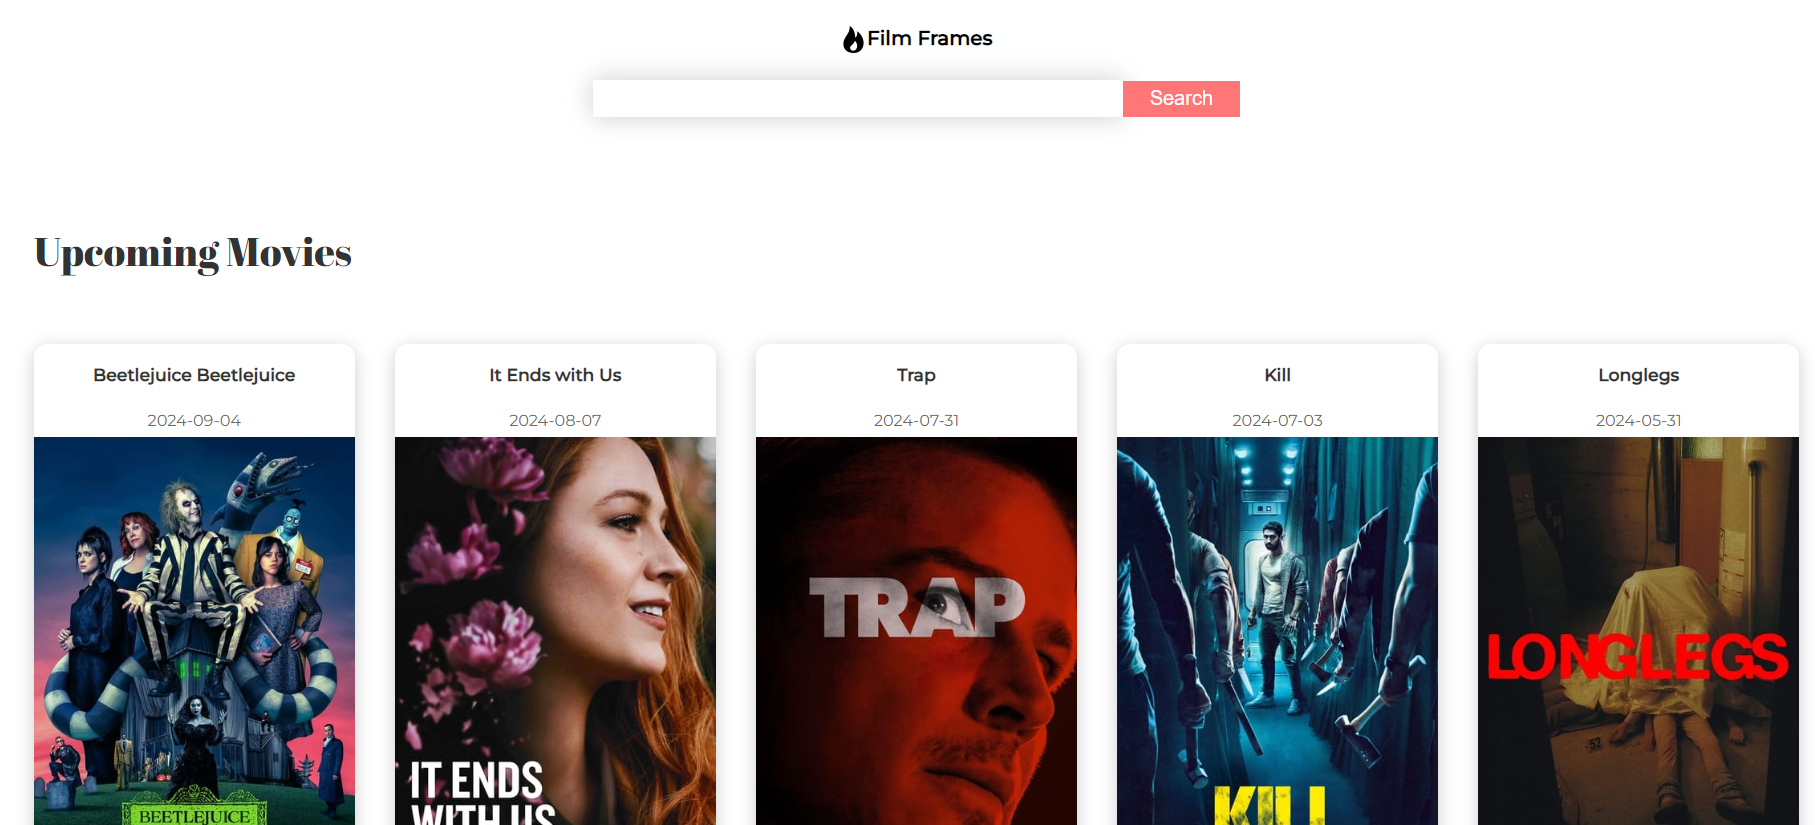 Film Frames
Search
Upcoming Movies
Beetlejuice Beetlejuice
2024-09-04
It Ends with Us
2024-08-07
Trap
2024-07-31
Kill
2024-07-03
Longlegs
2024-05-31
BEETLEJUICE
IT ENDS
WITH US
TRAP
KILL
LONGLEGS
52